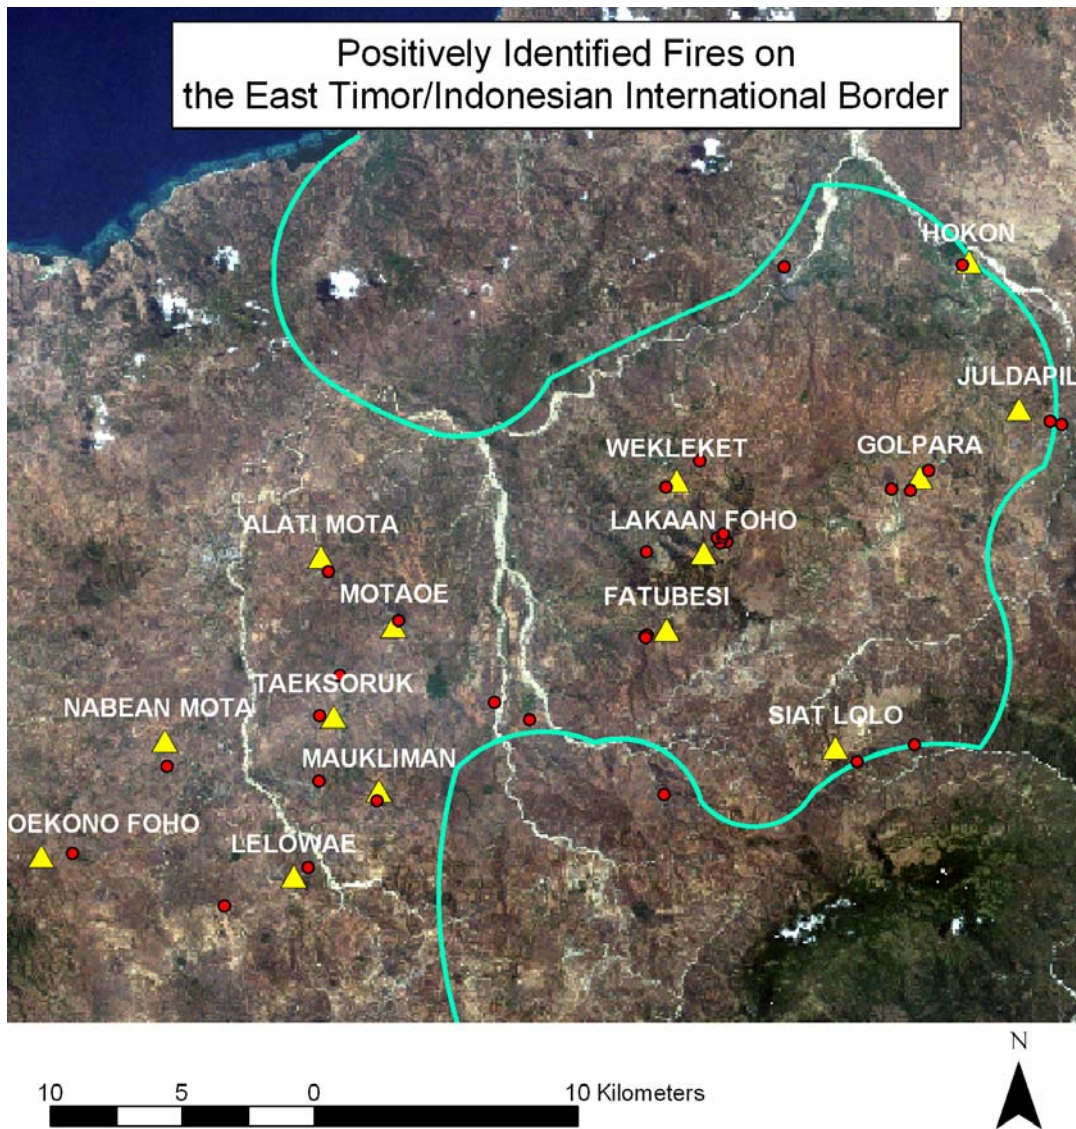 Positively Identified Fires on
the East Timor/Indonesian International Border
HOKON
JULDAPIL
WEKLEKET
GOLPARA
LAKAAN FOHO
ALATI MOTA
MOTAOE
FATUBESI
TAEKSORUK
NABEAN MOTA
SIAT LOLO
MAUKLIMAN
OEKONO FOHO
LELOWAE
N
10 5 0 10 Kilometers